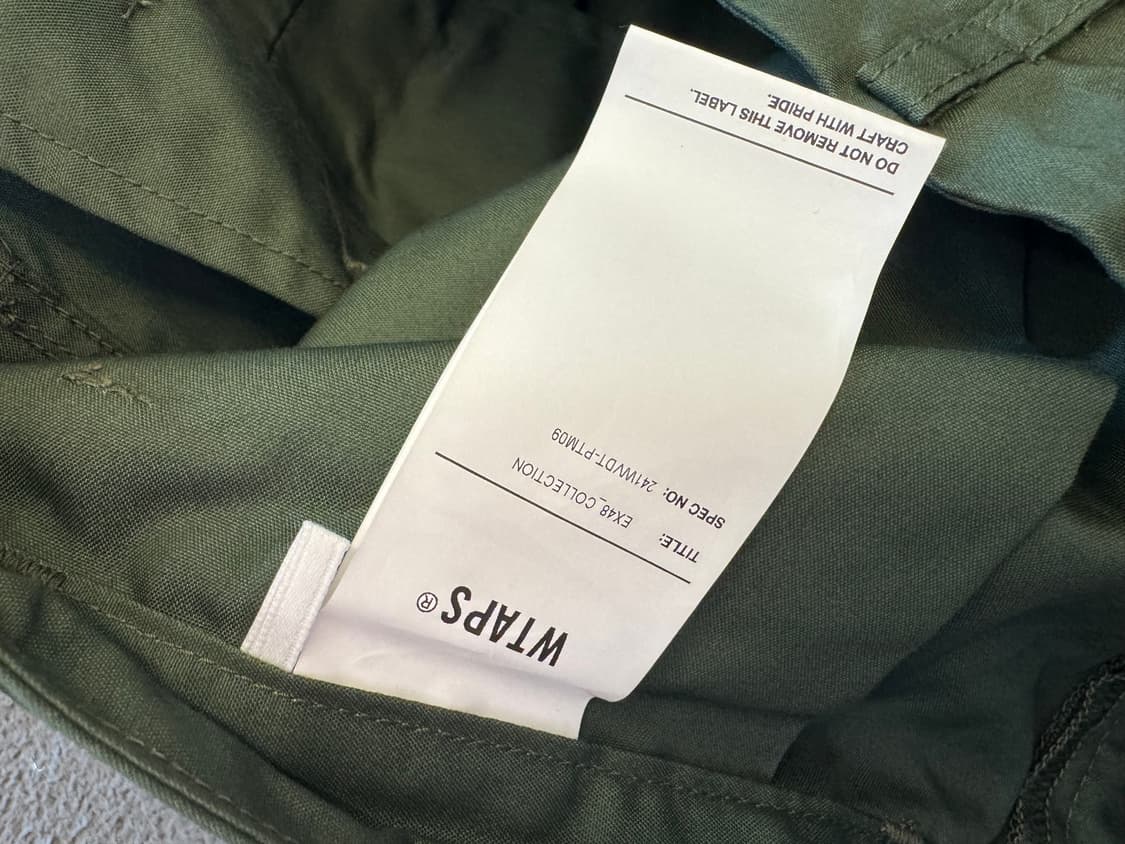 WTAPS®
TITLE: EX48_COLLECTION
SPEC NO: 241WVDT-PTM09
DO NOT REMOVE THIS LABEL.
CRAFT WITH PRIDE.